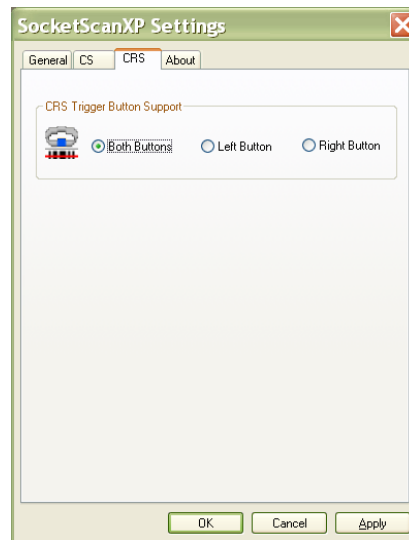 SocketScanXP Settings
General CS CRS About
CRS Trigger Button Support
Both Buttons Left Button Right Button
OK Cancel Apply